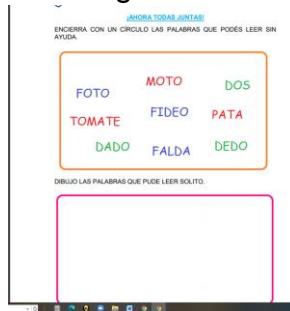 ¡AHORA TODAS JUNTAS!
ENCIERRA CON UN CÍRCULO LAS PALABRAS QUE PODÉS LEER SIN
AYUDA.
MOTO
DOS
FOTO
FIDEO
PATA
TOMATE
DADO
FALDA
DEDO
DIBUJO LAS PALABRAS QUE PUDE LEER SOLITO.